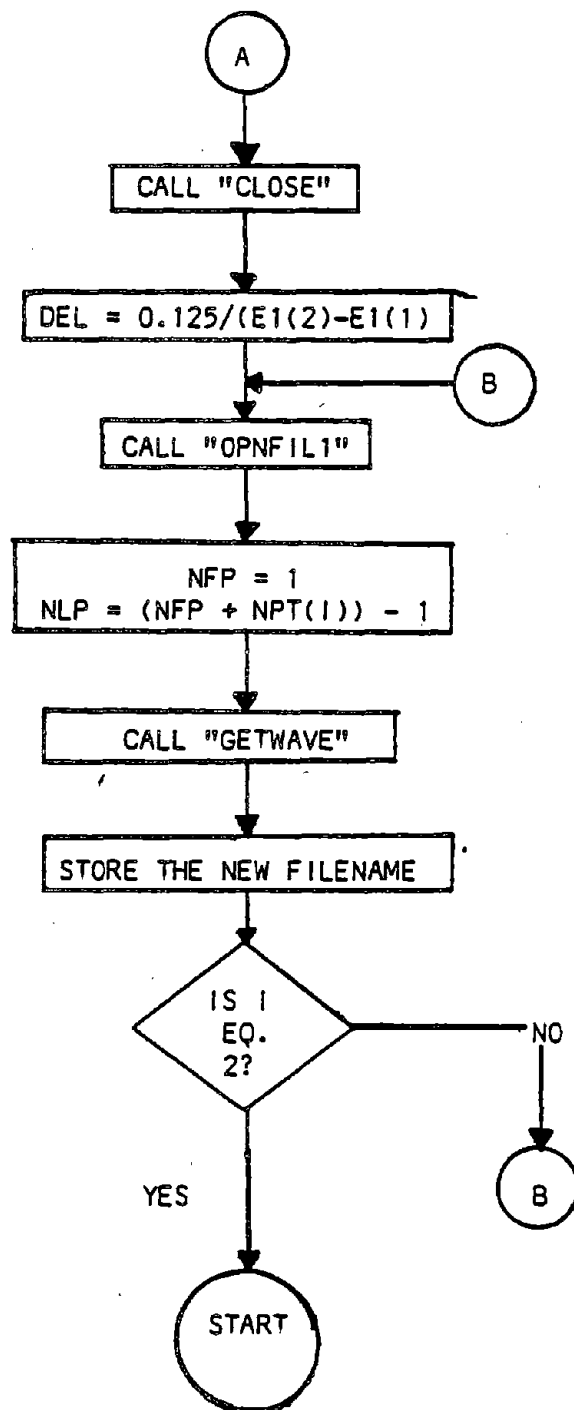 A
CALL "CLOSE"
DEL = 0.125/(E1(2)-E1(1)
B
CALL "OPNFIL1"
NFP = 1
NLP = (NFP + NPT(I)) - 1
CALL "GETWAVE"
STORE THE NEW FILENAME
IS I
EQ.
2?
NO
YES
B
START